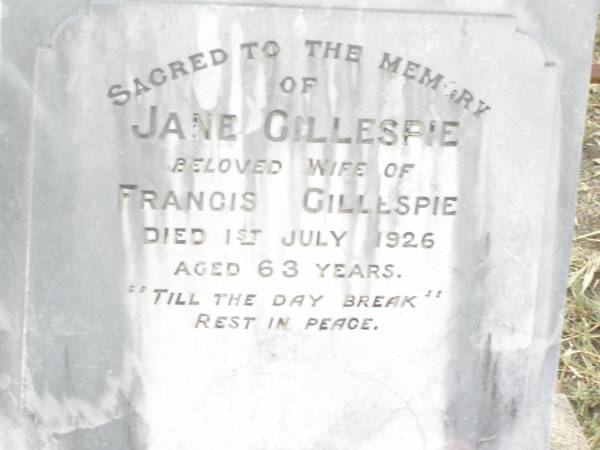 SACRED TO THE MEMORY
OF
JANE GILLESPIE
BELOVED WIFE OF
FRANCIS GILLESPIE
DIED 1ST JULY 1926
AGED 63 YEARS.
"TILL THE DAY BREAK"
REST IN PEACE.